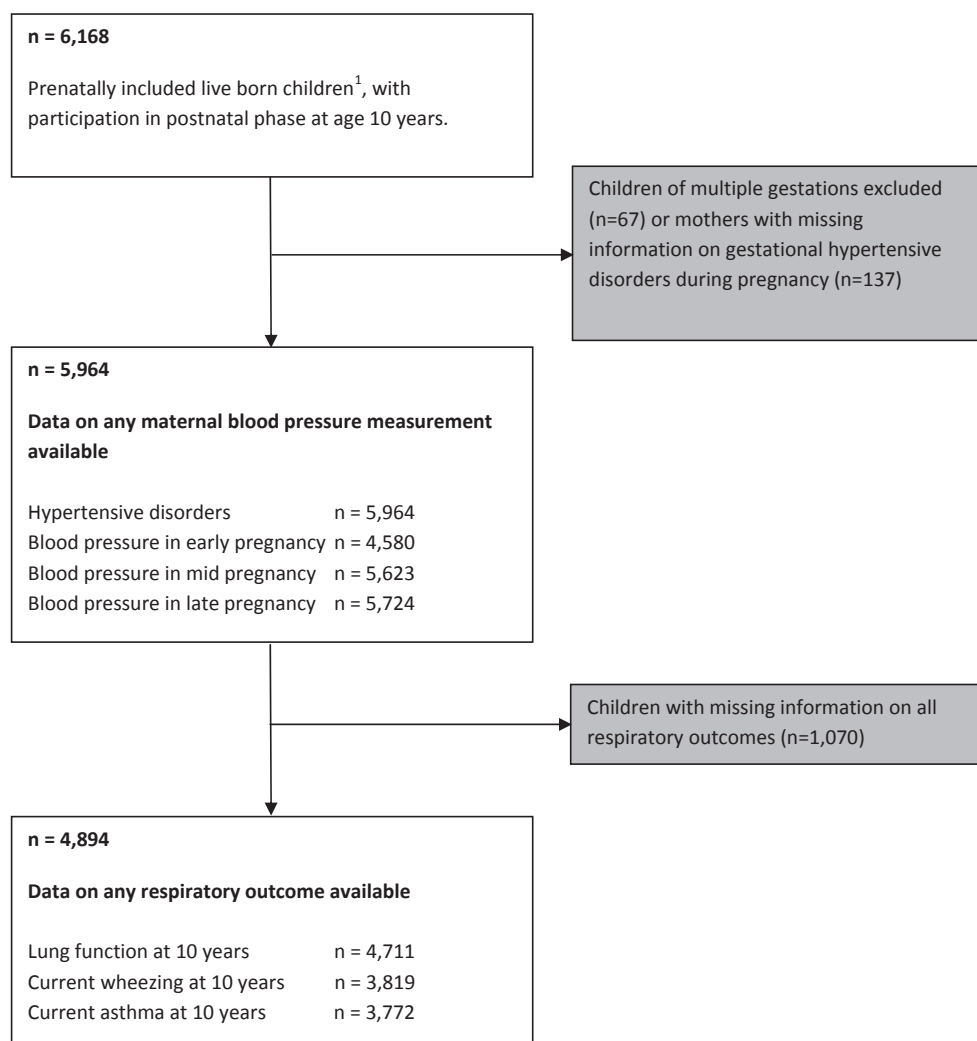 n = 6,168
Prenatally included live born children1, with
participation in postnatal phase at age 10 years.
Children of multiple gestations excluded
(n=67) or mothers with missing
information on gestational hypertensive
disorders during pregnancy (n=137)
n = 5,964
Data on any maternal blood pressure measurement
available
Hypertensive disorders n = 5,964
Blood pressure in early pregnancy n = 4,580
Blood pressure in mid pregnancy n = 5,623
Blood pressure in late pregnancy n = 5,724
Children with missing information on all
respiratory outcomes (n=1,070)
n = 4,894
Data on any respiratory outcome available
Lung function at 10 years n = 4,711
Current wheezing at 10 years n = 3,819
Current asthma at 10 years n = 3,772